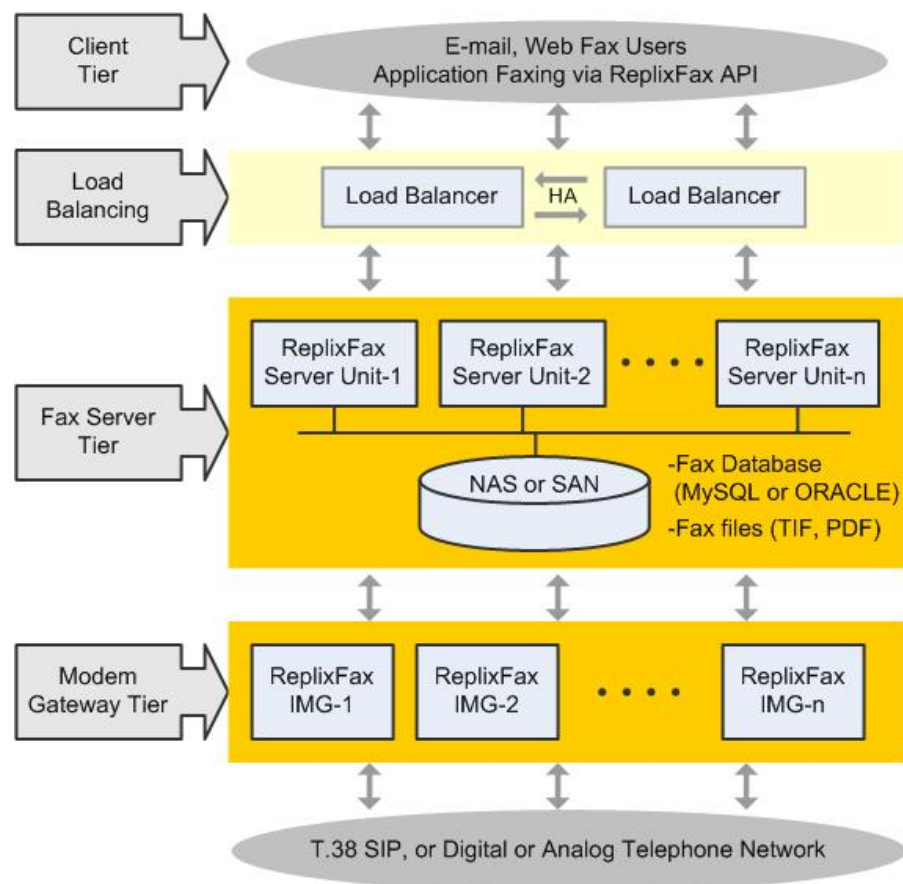 Client
Tier
E-mail, Web Fax Users
Application Faxing via ReplixFax API
Load
Balancing
Load Balancer
HA
Load Balancer
Fax Server
Tier
ReplixFax
Server Unit-1
ReplixFax
Server Unit-2
ReplixFax
Server Unit-n
NAS or SAN
-Fax Database
(MySQL or ORACLE)
-Fax files (TIF, PDF)
Modem
Gateway Tier
ReplixFax
IMG-1
ReplixFax
IMG-2
ReplixFax
IMG-n
T.38 SIP, or Digital or Analog Telephone Network